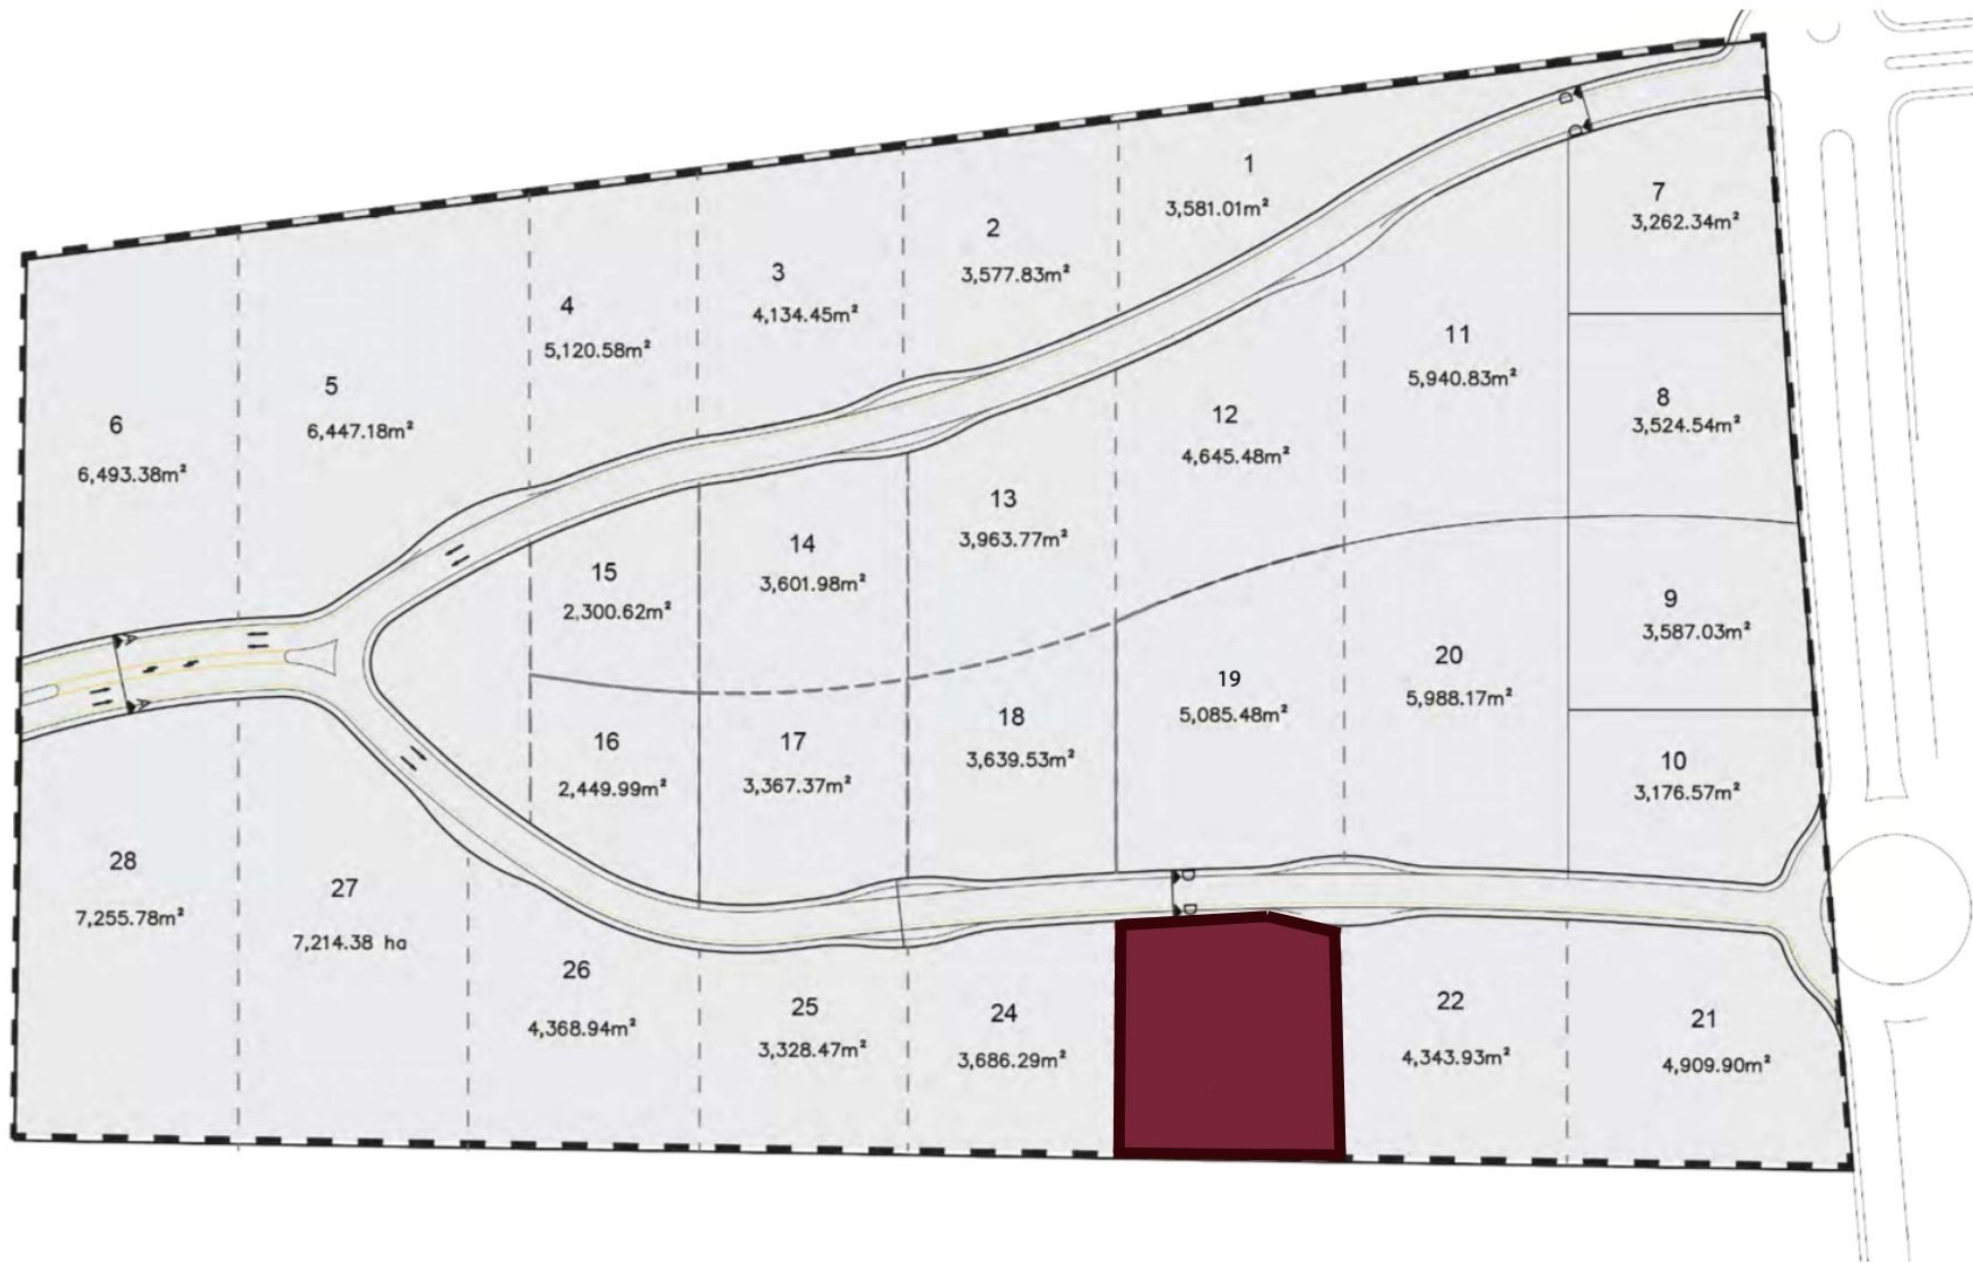 1
3,581.01m²
2
3,577.83m²
3
4,134.45m²
4
5,120.58m²
5
6,447.18m²
6
6,493.38m²
7
3,262.34m²
8
3,524.54m²
9
3,587.03m²
10
3,176.57m²
11
5,940.83m²
12
4,645.48m²
13
3,963.77m²
14
3,601.98m²
15
2,300.62m²
16
2,449.99m²
17
3,367.37m²
18
3,639.53m²
19
5,085.48m²
20
5,988.17m²
28
7,255.78m²
27
7,214.38 ha
26
4,368.94m²
25
3,328.47m²
24
3,686.29m²
22
4,343.93m²
21
4,909.90m²